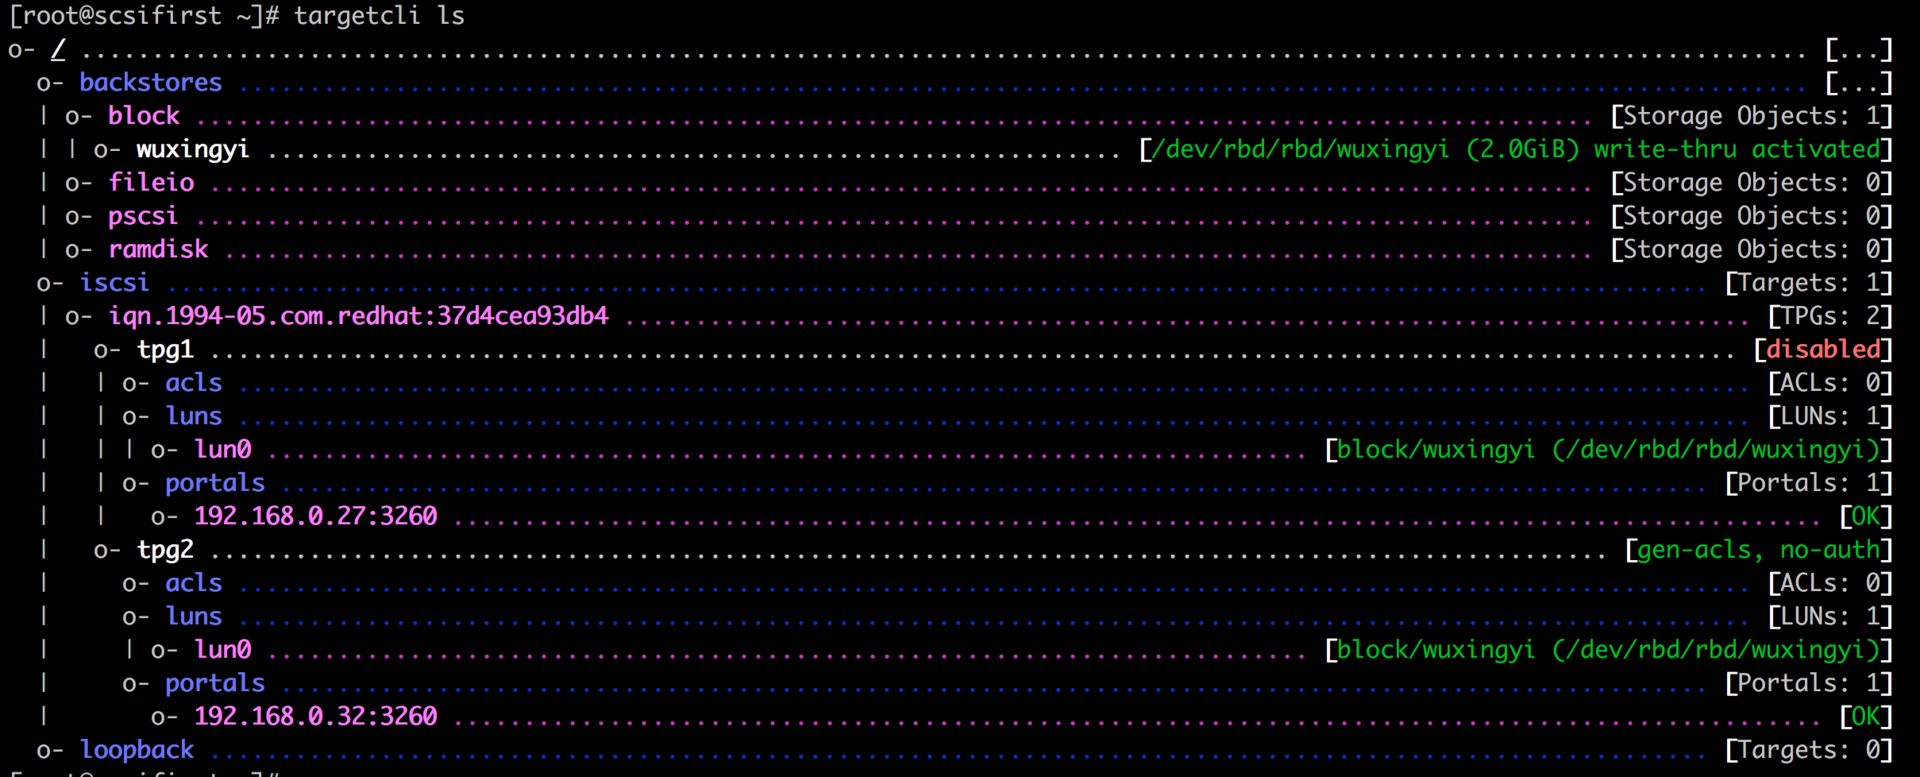 [root@scsifirst ~]# targetcli ls
o- / ......................................................................................................................... [...]
  o- backstores .............................................................................................................. [...]
  | o- block .................................................................................................. [Storage Objects: 1]
  | | o- wuxingyi ............................................................ [/dev/rbd/rbd/wuxingyi (2.0GiB) write-thru activated]
  | o- fileio ................................................................................................. [Storage Objects: 0]
  | o- pscsi .................................................................................................. [Storage Objects: 0]
  | o- ramdisk ................................................................................................ [Storage Objects: 0]
  o- iscsi ............................................................................................................ [Targets: 1]
  | o- iqn.1994-05.com.redhat:37d4cea93db4 ............................................................................... [TPGs: 2]
  |   o- tpg1 ........................................................................................................... [disabled]
  |   | o- acls .......................................................................................................... [ACLs: 0]
  |   | o- luns .......................................................................................................... [LUNs: 1]
  |   | | o- lun0 ......................................................................... [block/wuxingyi (/dev/rbd/rbd/wuxingyi)]
  |   | o- portals .................................................................................................... [Portals: 1]
  |   |   o- 192.168.0.27:3260 ................................................................................................ [OK]
  |   o- tpg2 .................................................................................................. [gen-acls, no-auth]
  |     o- acls .......................................................................................................... [ACLs: 0]
  |     o- luns .......................................................................................................... [LUNs: 1]
  |     | o- lun0 ......................................................................... [block/wuxingyi (/dev/rbd/rbd/wuxingyi)]
  |     o- portals .................................................................................................... [Portals: 1]
  |       o- 192.168.0.32:3260 ................................................................................................ [OK]
  o- loopback ......................................................................................................... [Targets: 0]